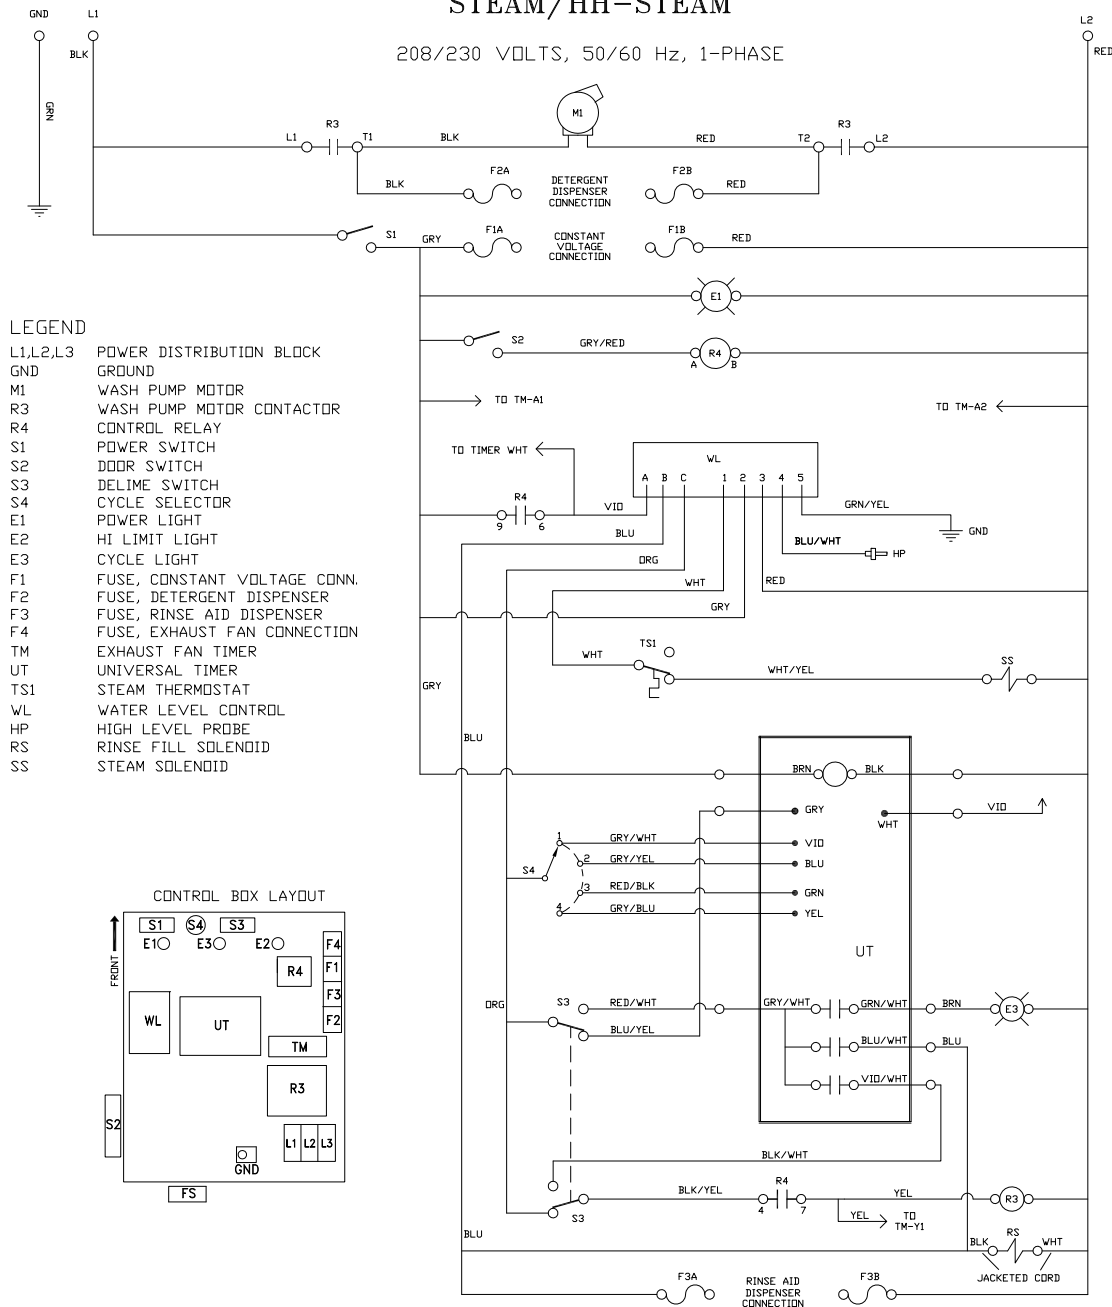 STEAM/HH-STEAM
GND
L1
L2
BLK
RED
208/230 VOLTS, 50/60 Hz, 1-PHASE
GRN
M1
L1
R3
T1
BLK
RED
T2
R3
L2
F2A
F2B
BLK
DETERGENT
DISPENSER
CONNECTION
RED
S1
GRY
F1A
CONSTANT
VOLTAGE
CONNECTION
F1B
RED
E1
S2
GRY/RED
A
R4
B
TO TM-A1
TO TM-A2
LEGEND
L1,L2,L3 POWER DISTRIBUTION BLOCK
GND GROUND
M1 WASH PUMP MOTOR
R3 WASH PUMP MOTOR CONTACTOR
R4 CONTROL RELAY
S1 POWER SWITCH
S2 DOOR SWITCH
S3 DELIME SWITCH
S4 CYCLE SELECTOR
E1 POWER LIGHT
E2 HI LIMIT LIGHT
E3 CYCLE LIGHT
F1 FUSE, CONSTANT VOLTAGE CONN.
F2 FUSE, DETERGENT DISPENSER
F3 FUSE, RINSE AID DISPENSER
F4 FUSE, EXHAUST FAN CONNECTION
TM EXHAUST FAN TIMER
UT UNIVERSAL TIMER
TS1 STEAM THERMOSTAT
WL WATER LEVEL CONTROL
HP HIGH LEVEL PROBE
RS RINSE FILL SOLENOID
SS STEAM SOLENOID
TO TIMER WHT
WL
A B C 1 2 3 4 5
R4
9 6
VIO
BLU
ORG
WHT
GRY
RED
BLU/WHT
HP
GRN/YEL
GND
TS1
WHT
WHT/YEL
SS
GRY
BLU
BRN
BLK
GRY
WHT
VIO
1
GRY/WHT
VIO
S4
2
GRY/YEL
BLU
3
RED/BLK
GRN
4
GRY/BLU
YEL
UT
ORG
S3
RED/WHT
GRY/WHT
GRN/WHT
BRN
E3
BLU/YEL
BLU/WHT
BLU
VIO/WHT
BLK/WHT
S3
BLK/YEL
R4
4 7
YEL
R3
YEL
TO
TM-Y1
BLU
BLK
RS
WHT
JACKETED CORD
F3A
RINSE AID
DISPENSER
CONNECTION
F3B
CONTROL BOX LAYOUT
FRONT
S1 S4 S3
E1 E3 E2
F4
R4
F1
F3
F2
WL
UT
TM
R3
S2
L1 L2 L3
GND
FS